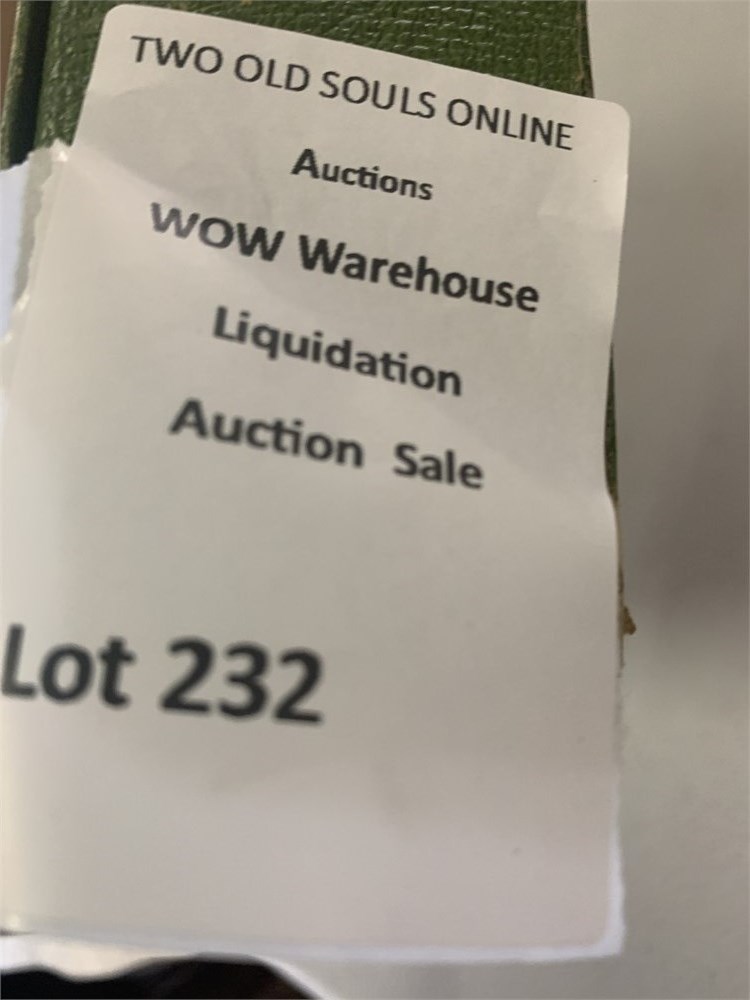 TWO OLD SOULS ONLINE
Auctions
WOW Warehouse
Liquidation
Auction Sale
Lot 232